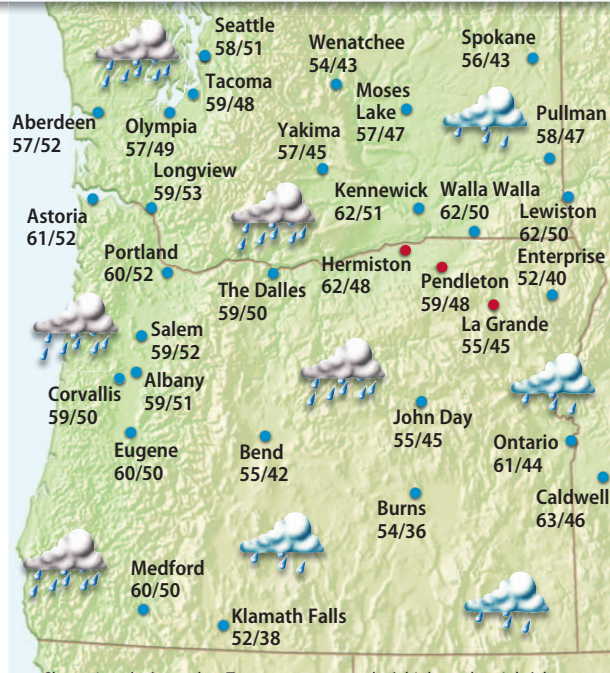 Seattle
58/51
Wenatchee
54/43
Spokane
56/43
Tacoma
59/48
Moses
Lake
57/47
Pullman
58/47
Aberdeen
57/52
Olympia
57/49
Yakima
57/45
Longview
59/53
Kennewick
62/51
Walla Walla
62/50
Lewiston
62/50
Astoria
61/52
Portland
60/52
The Dalles
59/50
Hermiston
62/48
Pendleton
59/48
Enterprise
52/40
La Grande
55/45
Salem
59/52
Albany
59/51
Corvallis
59/50
John Day
55/45
Eugene
60/50
Bend
55/42
Ontario
61/44
Caldwell
63/46
Burns
54/36
Medford
60/50
Klamath Falls
52/38